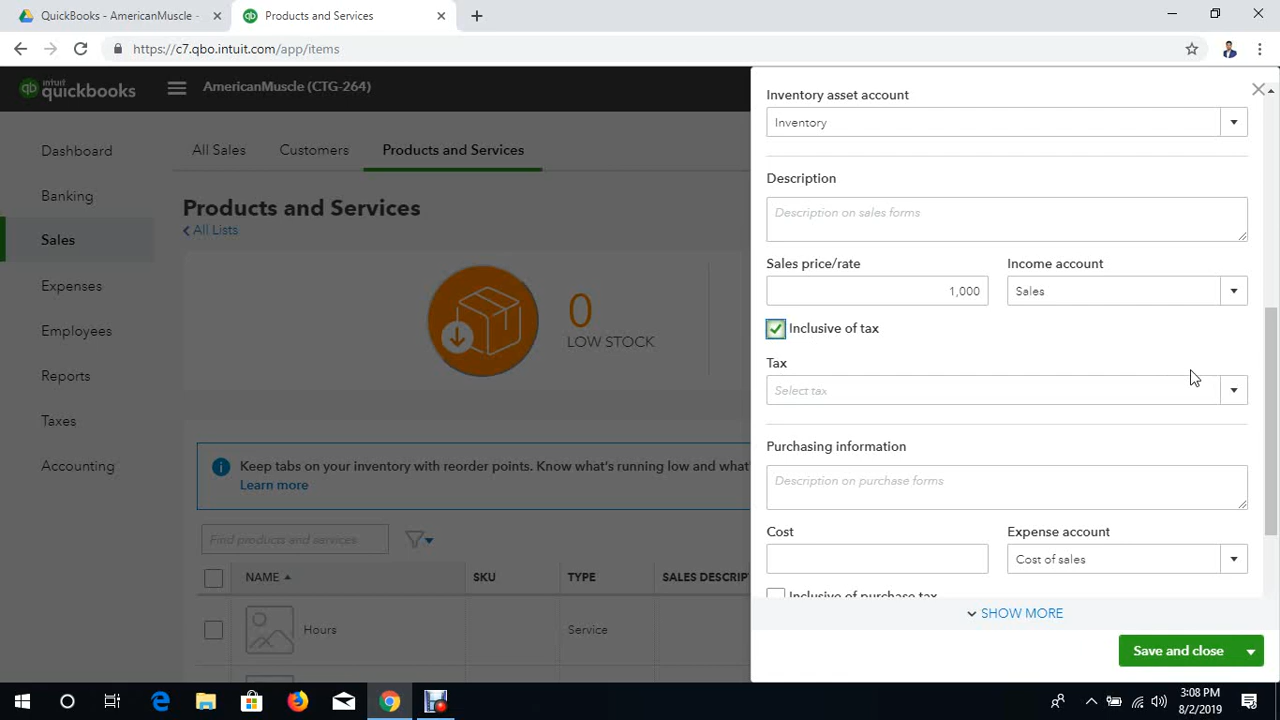 QuickBooks - AmericanMuscle -
Products and Services
https://c7.qbo.intuit.com/app/items
intuit
quickbooks
AmericanMuscle (CTG-264)
Dashboard
Banking
Sales
Expenses
Employees
Reports
Taxes
Accounting
All Sales
Customers
Products and Services
Products and Services
All Lists
0
LOW STOCK
Keep tabs on your inventory with reorder points. Know what's running low and what'
Learn more
Find products and services
NAME
SKU
TYPE
SALES DESCRIP
Hours
Service
Inventory asset account
Inventory
Description
Description on sales forms
Sales price/rate
Income account
1,000
Sales
Inclusive of tax
Tax
Select tax
Purchasing information
Description on purchase forms
Cost
Expense account
Cost of sales
Inclusive of purchase tax
SHOW MORE
Save and close
3:08 PM
8/2/2019